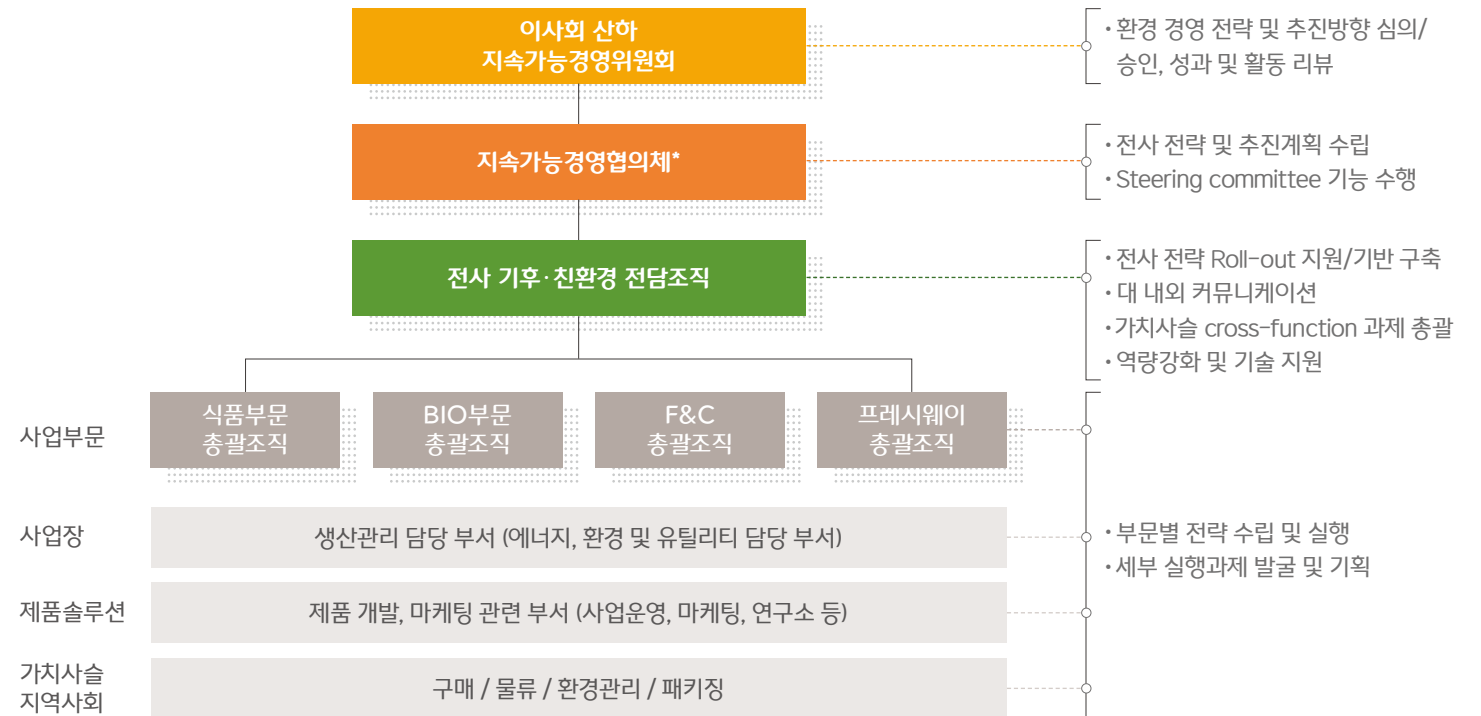 이사회 산하
지속가능경영위원회
• 환경 경영 전략 및 추진방향 심의/
승인, 성과 및 활동 리뷰
지속가능경영협의체*
• 전사 전략 및 추진계획 수립
• Steering committee 기능 수행
전사 기후·친환경 전담조직
• 전사 전략 Roll-out 지원/기반 구축
• 대 내외 커뮤니케이션
• 가치사슬 cross-function 과제 총괄
• 역량강화 및 기술 지원
사업부문
식품부문
총괄조직
BIO부문
총괄조직
F&C
총괄조직
프레시웨이
총괄조직
사업장
생산관리 담당 부서 (에너지, 환경 및 유틸리티 담당 부서)
• 부문별 전략 수립 및 실행
• 세부 실행과제 발굴 및 기획
제품솔루션
제품 개발, 마케팅 관련 부서 (사업운영, 마케팅, 연구소 등)
가치사슬
지역사회
구매 / 물류 / 환경관리 / 패키징